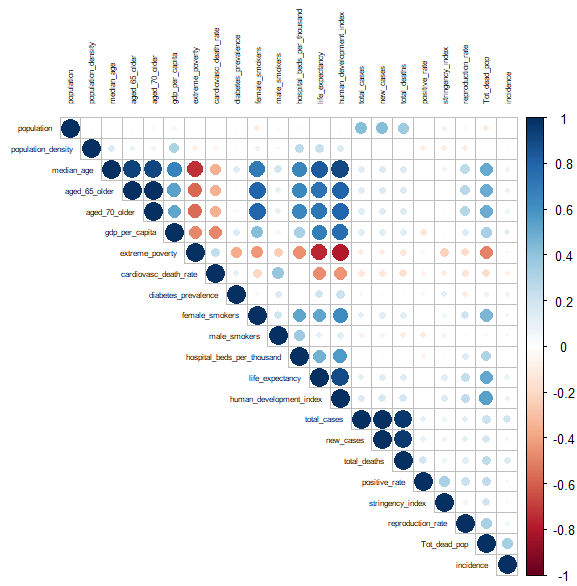 population
population_density
median_age
aged_65_older
aged_70_older
gdp_per_capita
extreme_poverty
cardiovasc_death_rate
diabetes_prevalence
female_smokers
male_smokers
hospital_beds_per_thousand
life_expectancy
human_development_index
total_cases
new_cases
total_deaths
positive_rate
stringency_index
reproduction_rate
Tot_dead_pop
incidence
population
population_density
median_age
aged_65_older
aged_70_older
gdp_per_capita
extreme_poverty
cardiovasc_death_rate
diabetes_prevalence
female_smokers
male_smokers
hospital_beds_per_thousand
life_expectancy
human_development_index
total_cases
new_cases
total_deaths
positive_rate
stringency_index
reproduction_rate
Tot_dead_pop
incidence
1
0.8
0.6
0.4
0.2
0
-0.2
-0.4
-0.6
-0.8
-1